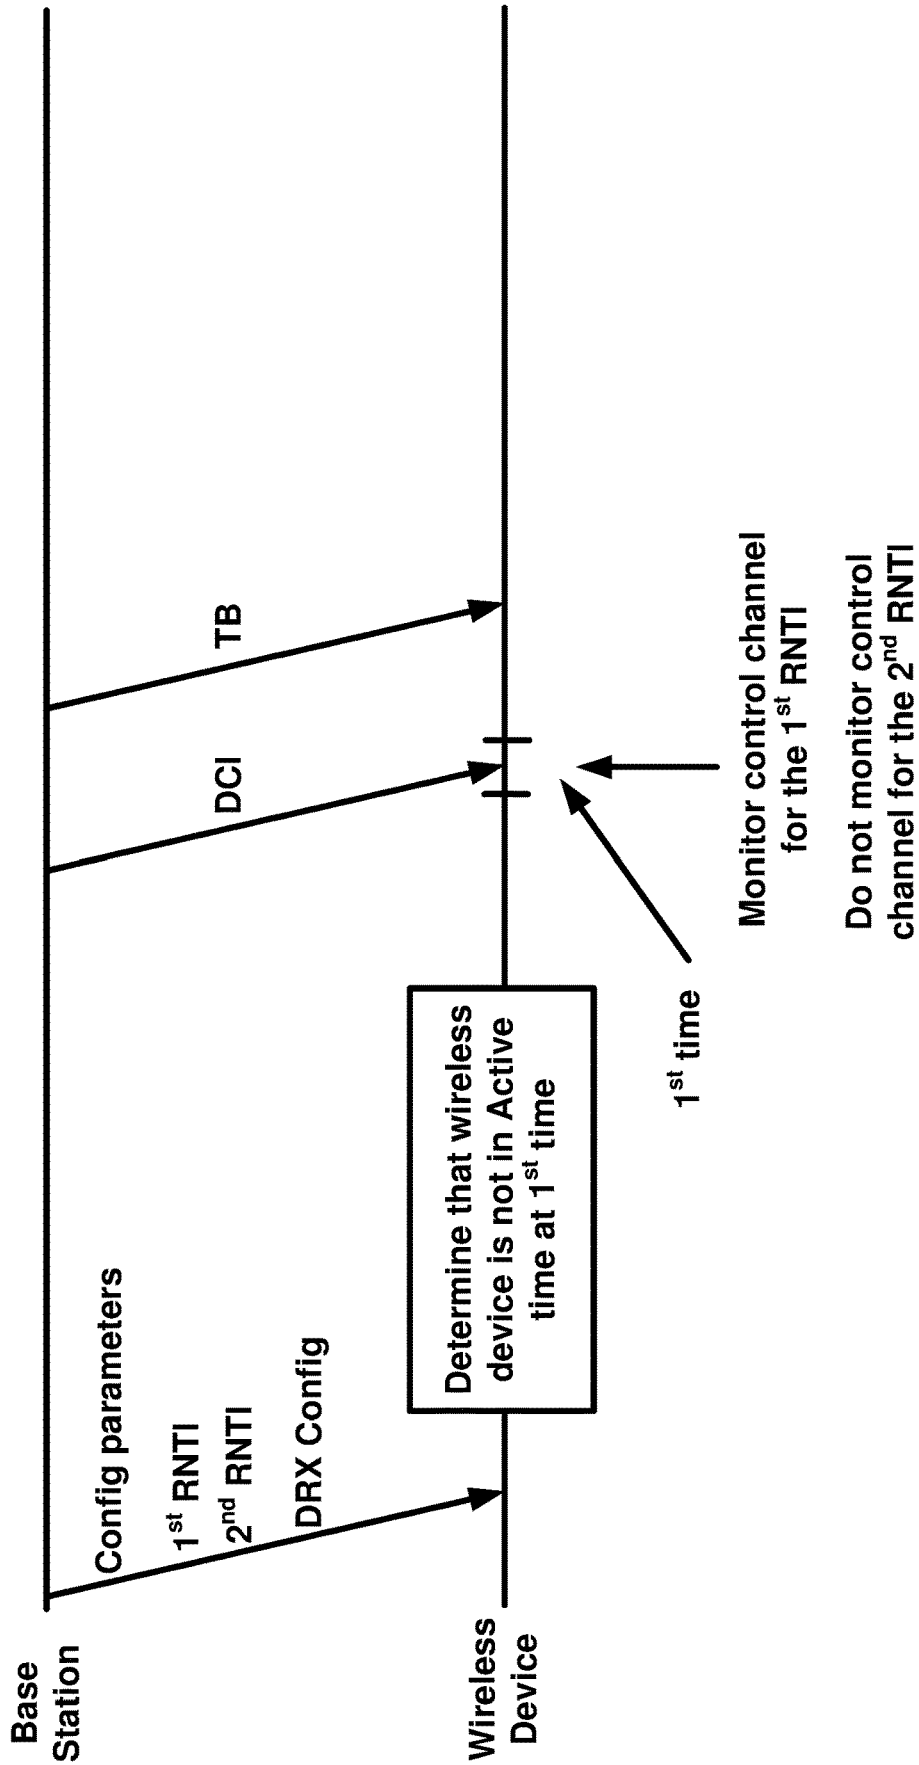 Base
Station
Config parameters
1st RNTI
2nd RNTI
DRX Config
DCI
TB
Wireless
Device
Determine that wireless
device is not in Active
time at 1st time
1st time
Monitor control channel
for the 1st RNTI
Do not monitor control
channel for the 2nd RNTI